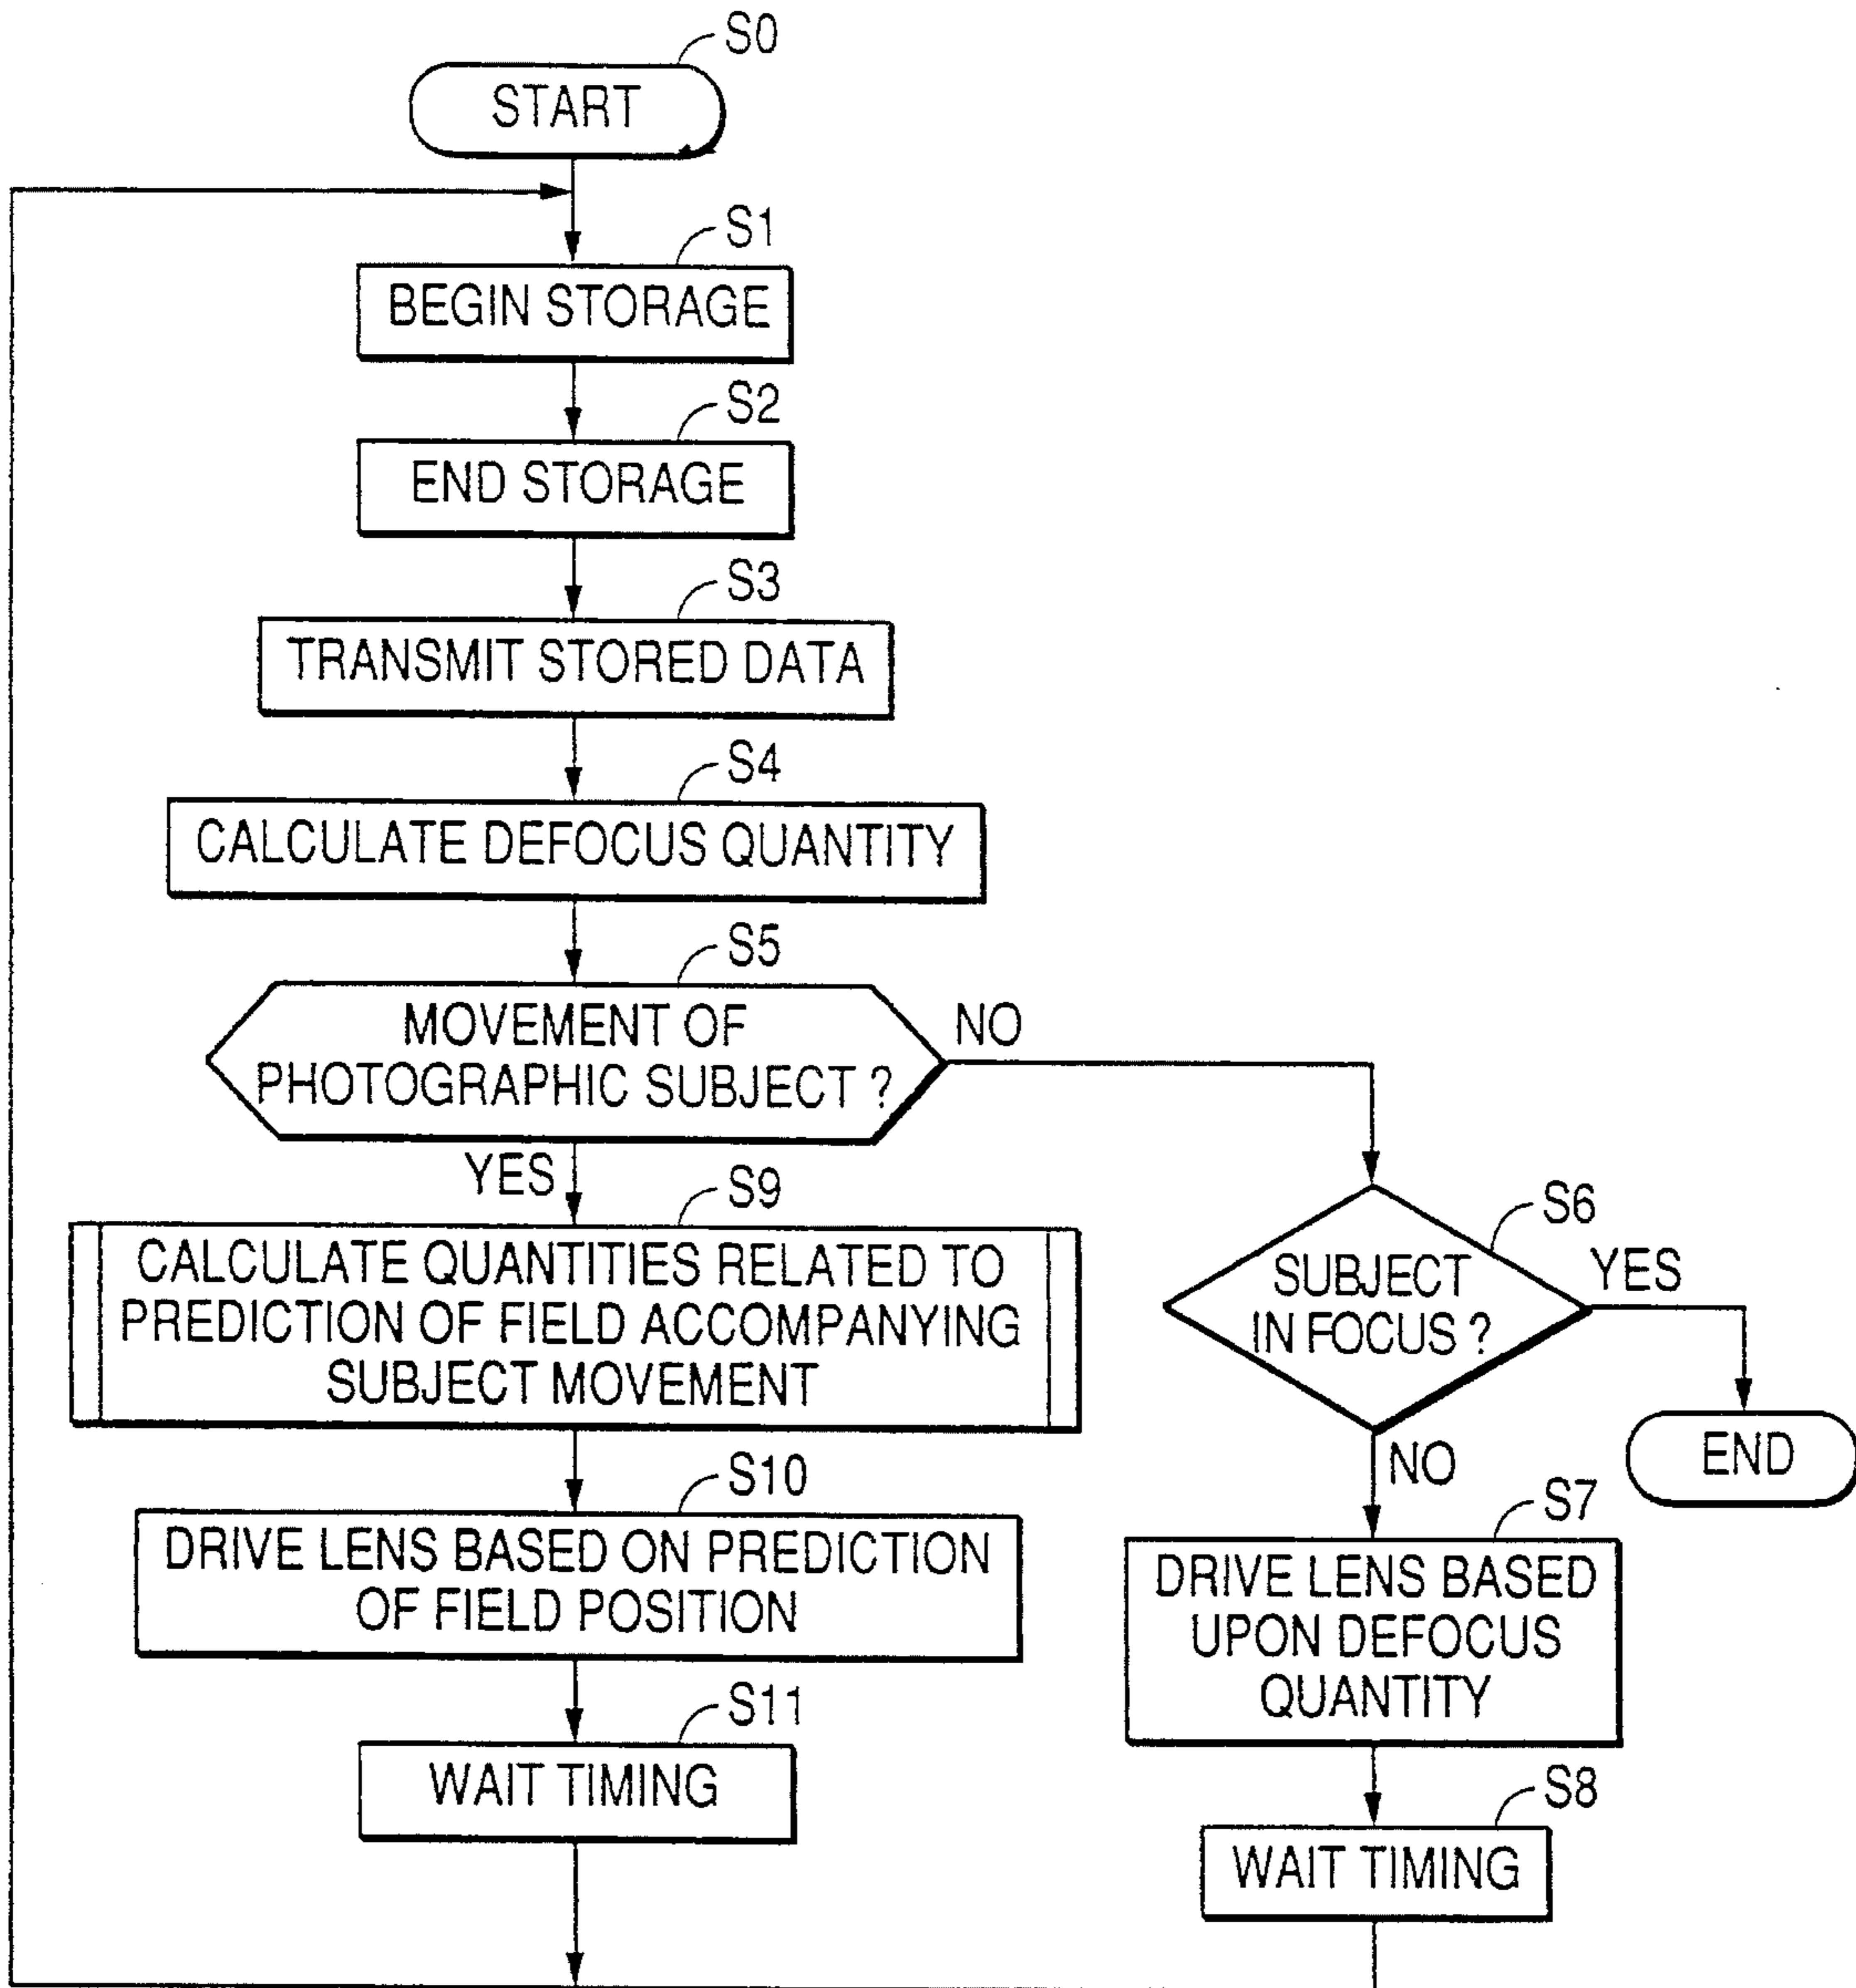 S0
START
S1
BEGIN STORAGE
S2
END STORAGE
S3
TRANSMIT STORED DATA
S4
CALCULATE DEFOCUS QUANTITY
S5
MOVEMENT OF
PHOTOGRAPHIC SUBJECT ?
NO
YES
S9
CALCULATE QUANTITIES RELATED TO
PREDICTION OF FIELD ACCOMPANYING
SUBJECT MOVEMENT
S10
DRIVE LENS BASED ON PREDICTION
OF FIELD POSITION
S11
WAIT TIMING
S6
SUBJECT
IN FOCUS ?
YES
END
NO
S7
DRIVE LENS BASED
UPON DEFOCUS
QUANTITY
S8
WAIT TIMING